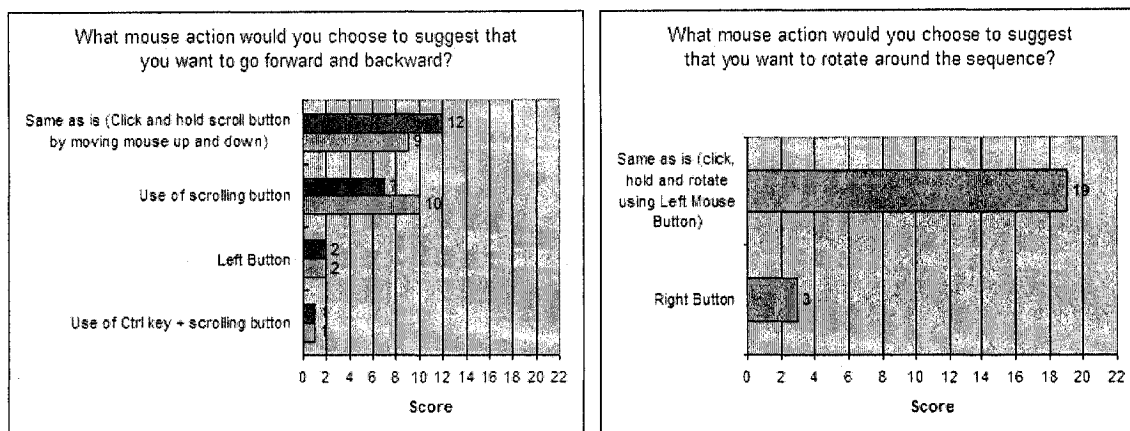 What mouse action would you choose to suggest that
you want to go forward and backward?
Same as is (Click and hold scroll button
by moving mouse up and down)
12
9
Use of scrolling button
7
10
Left Button
2
2
Use of Ctrl key + scrolling button
1
1
0 2 4 6 8 10 12 14 16 18 20 22
Score
What mouse action would you choose to suggest
that you want to rotate around the sequence?
Same as is (click,
hold and rotate
using Left Mouse
Button)
19
Right Button
3
0 2 4 6 8 10 12 14 16 18 20 22
Score